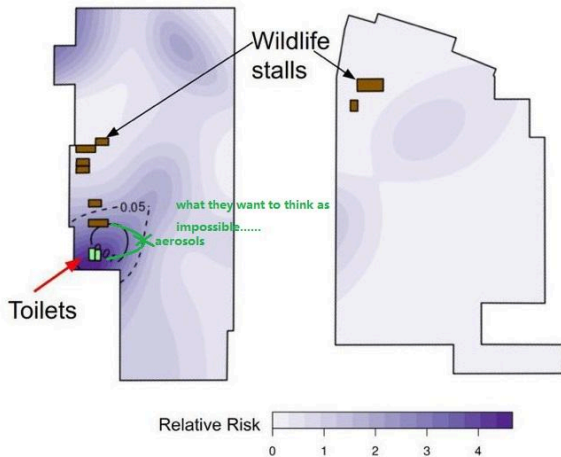 Wildlife
stalls
0.05
what they want to think as
impossible......
aerosols
Toilets
Relative Risk
0 1 2 3 4